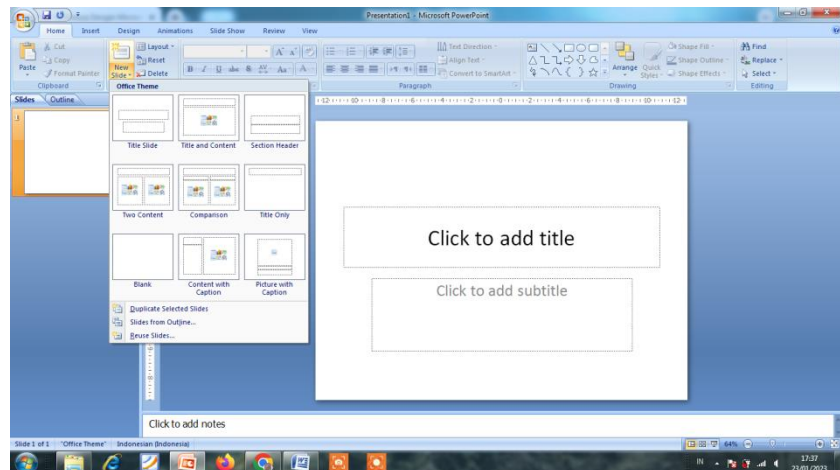 Presentation1 - Microsoft PowerPoint
Home Insert Design Animations Slide Show Review View
Paste
Cut
Copy
Format Painter
Clipboard
New Slide
Layout
Reset
Delete
Text Direction
Align Text
Convert to SmartArt
Paragraph
Arrange
Quick Styles
Shape Fill
Shape Outline
Shape Effects
Drawing
Find
Replace
Select
Editing
Slides Outline
1
Office Theme
Title Slide
Title and Content
Section Header
Two Content
Comparison
Title Only
Blank
Content with Caption
Picture with Caption
Duplicate Selected Slides
Slides from Outline...
Reuse Slides...
Click to add title
Click to add subtitle
Click to add notes
Slide 1 of 1 "Office Theme" Indonesian (Indonesia)
64%
IN
17:37
23/01/2023